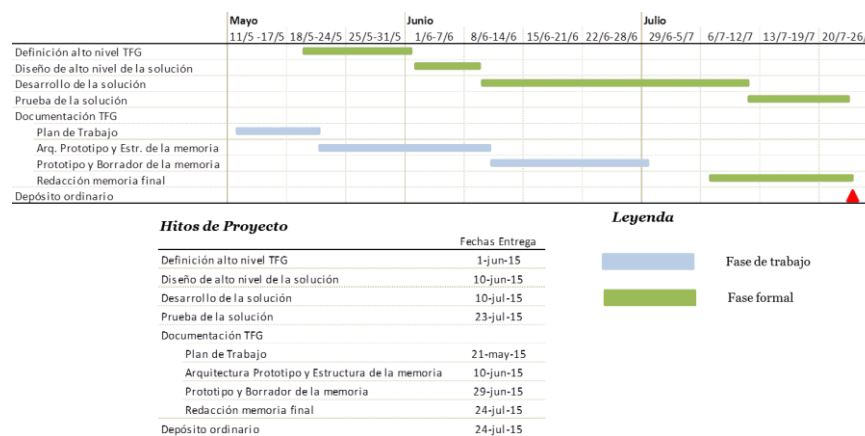 Mayo Junio Julio
11/5 -17/5 18/5-24/5 25/5-31/5 1/6-7/6 8/6-14/6 15/6-21/6 22/6-28/6 29/6-5/7 6/7-12/7 13/7-19/7 20/7-26/
Definición alto nivel TFG
Diseño de alto nivel de la solución
Desarrollo de la solución
Prueba de la solución
Documentación TFG
Plan de Trabajo
Arq. Prototipo y Estr. de la memoria
Prototipo y Borrador de la memoria
Redacción memoria final
Depósito ordinario
Hitos de Proyecto
Fechas Entrega
Definición alto nivel TFG 1-jun-15
Diseño de alto nivel de la solución 10-jun-15
Desarrollo de la solución 10-jul-15
Prueba de la solución 23-jul-15
Documentación TFG
Plan de Trabajo 21-may-15
Arquitectura Prototipo y Estructura de la memoria 10-jun-15
Prototipo y Borrador de la memoria 29-jun-15
Redacción memoria final 24-jul-15
Depósito ordinario 24-jul-15
Leyenda
Fase de trabajo
Fase formal